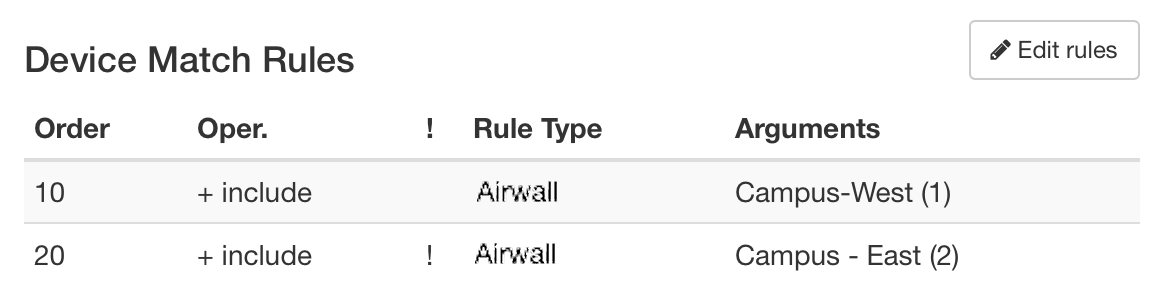 Device Match Rules
Edit rules
Order Oper. ! Rule Type Arguments
10 + include Airwall Campus-West (1)
20 + include ! Airwall Campus - East (2)